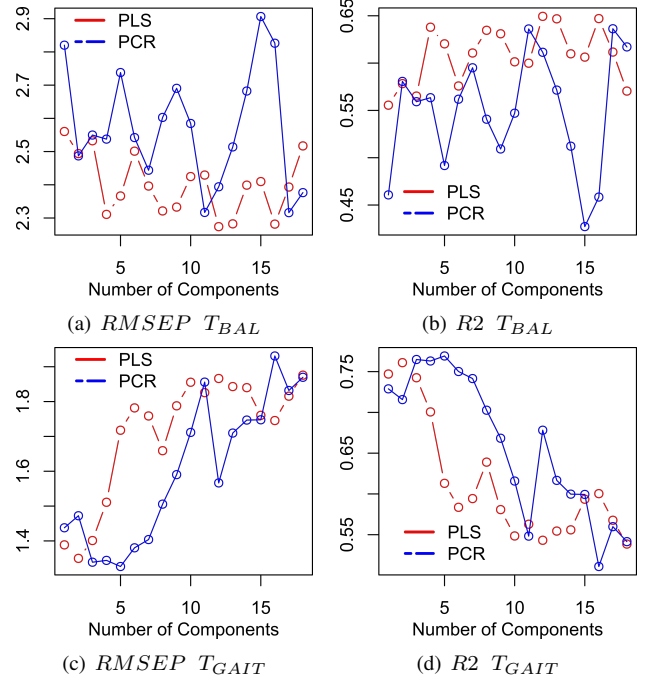 PLS
PCR
2.9
2.7
2.5
2.3
5 10 15
Number of Components
(a) RMSEP T_BAL
0.65
0.55
0.45
PLS
PCR
5 10 15
Number of Components
(b) R2 T_BAL
PLS
PCR
1.8
1.6
1.4
5 10 15
Number of Components
(c) RMSEP T_GAIT
0.75
0.65
0.55
PLS
PCR
5 10 15
Number of Components
(d) R2 T_GAIT